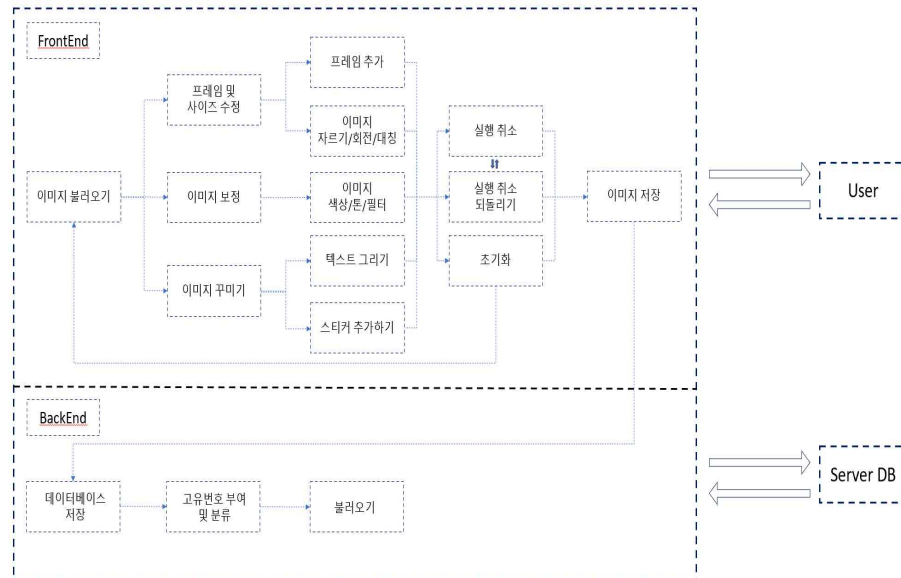 FrontEnd
이미지 불러오기
프레임 및
사이즈 수정
이미지 보정
이미지 꾸미기
프레임 추가
이미지
자르기/회전/대칭
이미지
색상/톤/필터
텍스트 그리기
스티커 추가하기
실행 취소
실행 취소
되돌리기
초기화
이미지 저장
User
BackEnd
데이터베이스
저장
고유번호 부여
및 분류
불러오기
Server DB